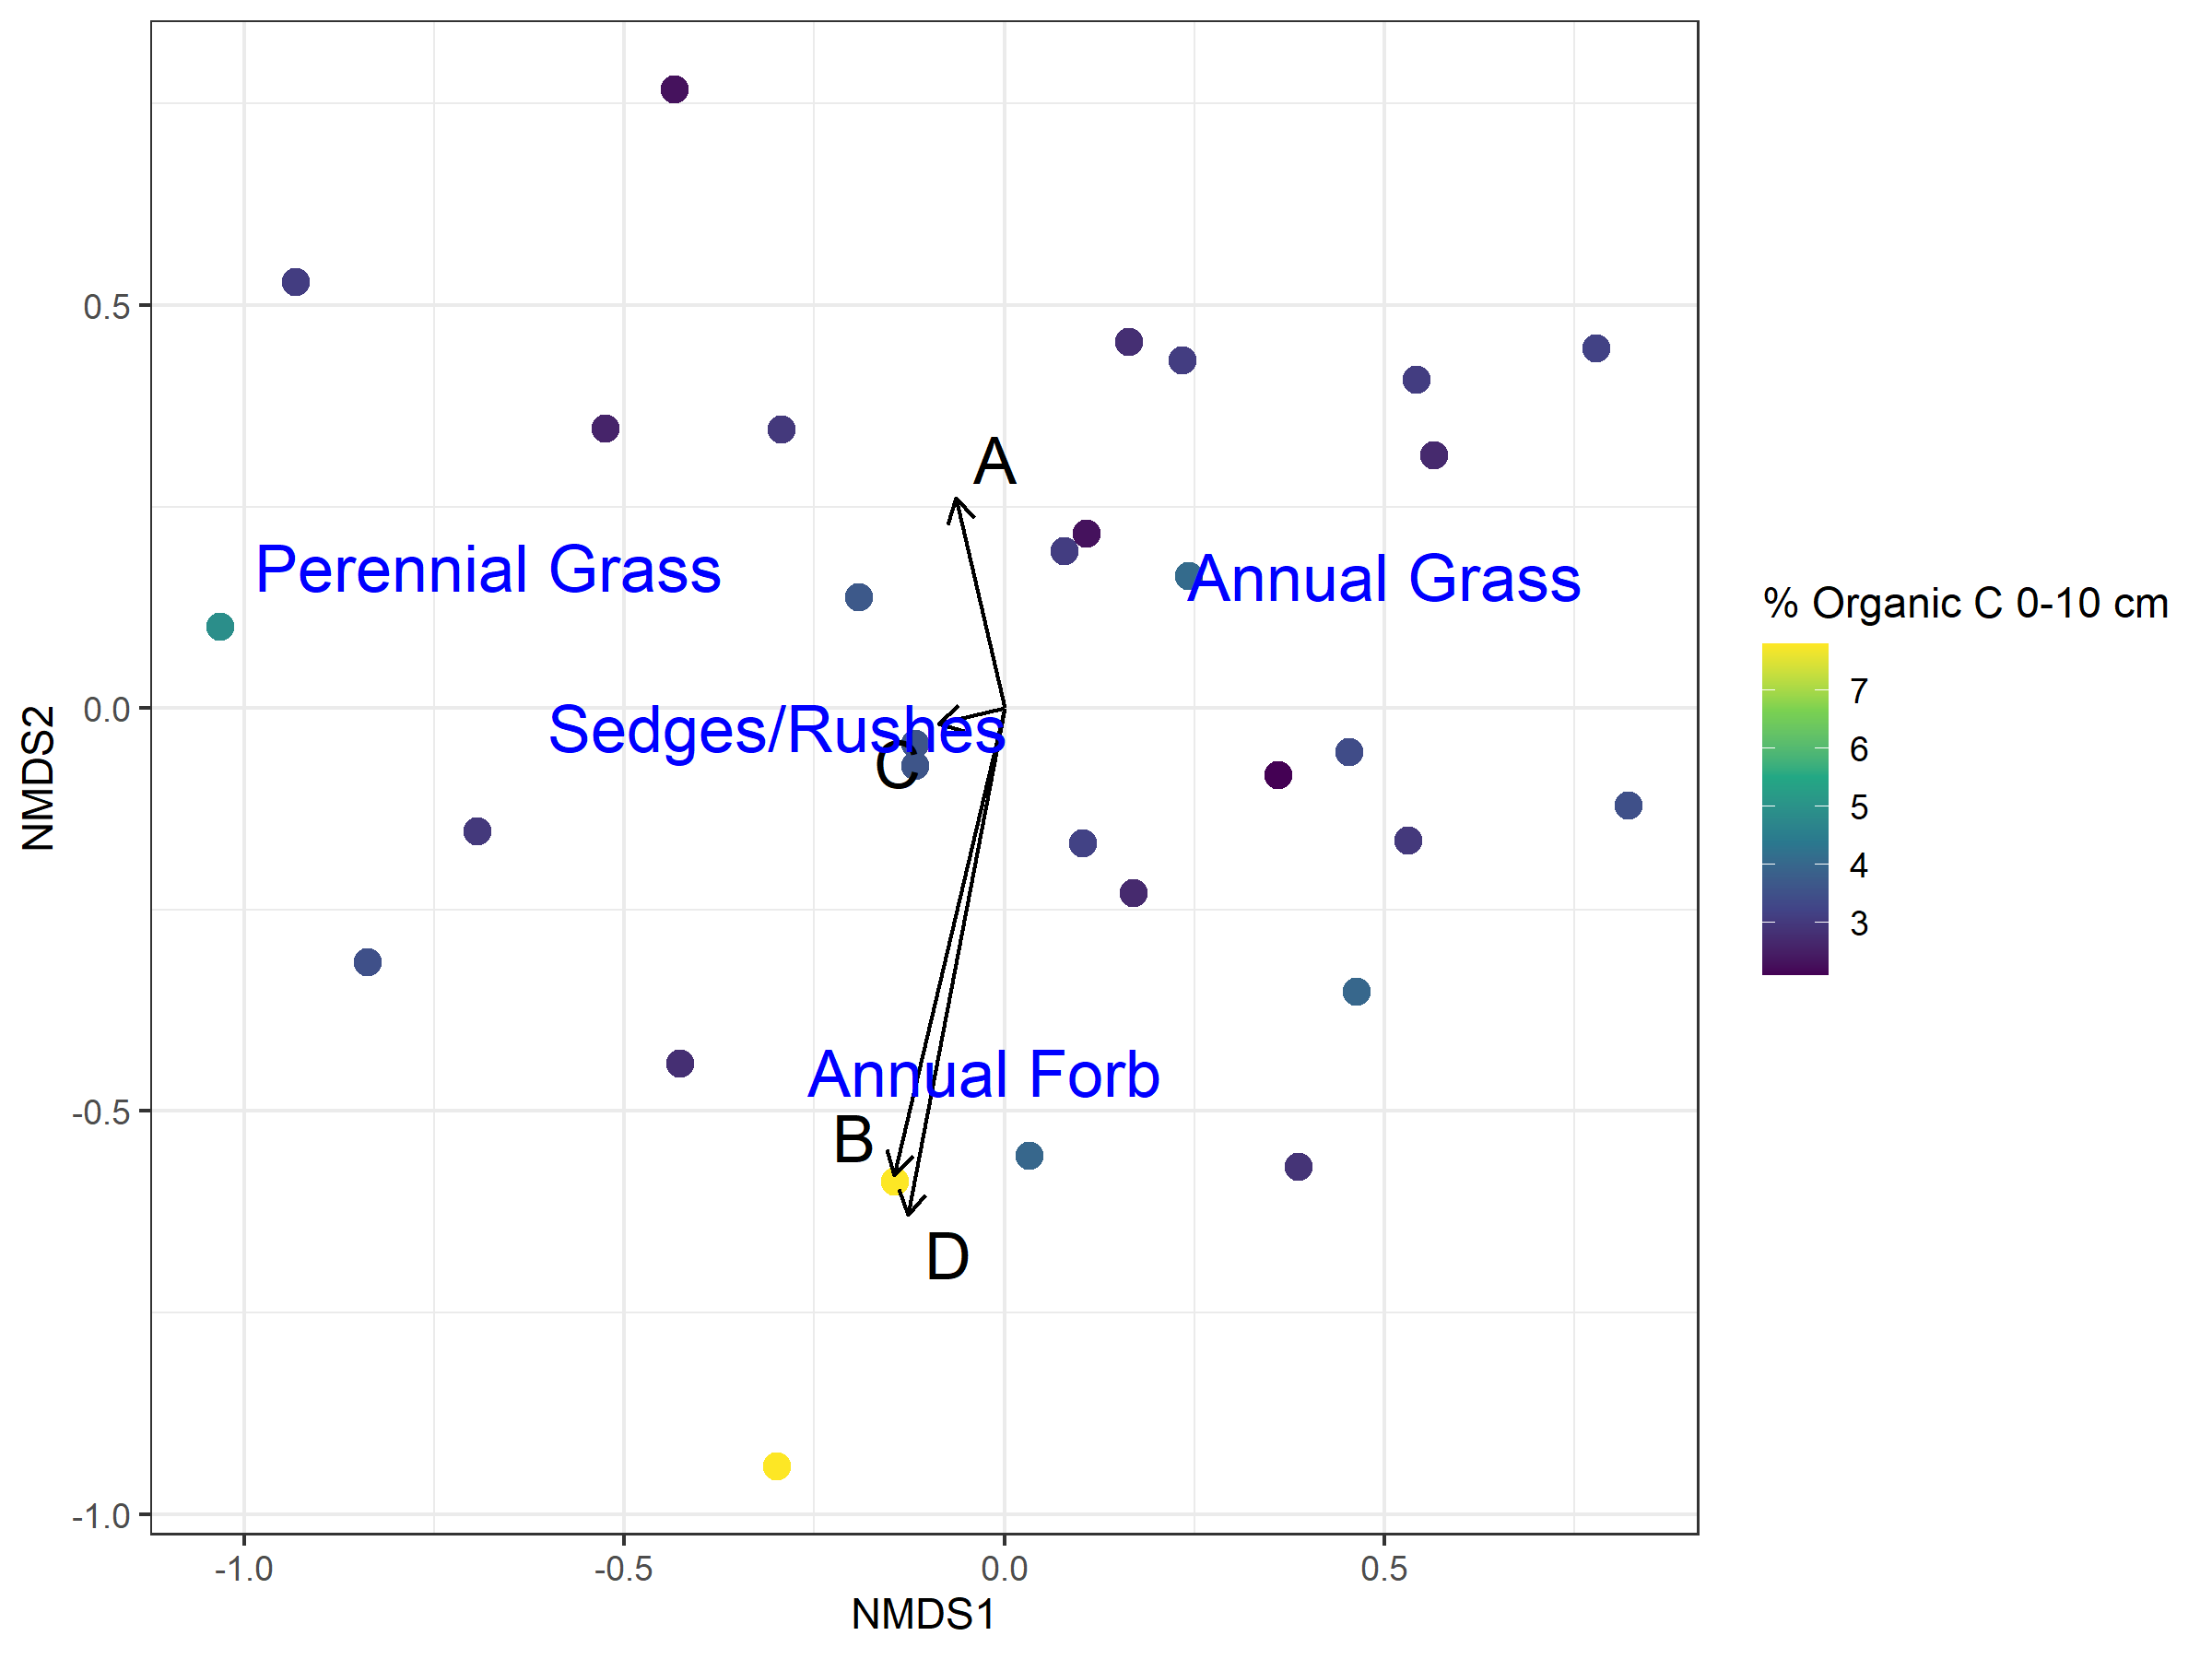 A
Perennial Grass
Annual Grass
Sedges/Rushes
C
Annual Forb
B
D
0.5
0.0
-0.5
-1.0
NMDS2
-1.0
-0.5
0.0
0.5
NMDS1
% Organic C 0-10 cm
7
6
5
4
3